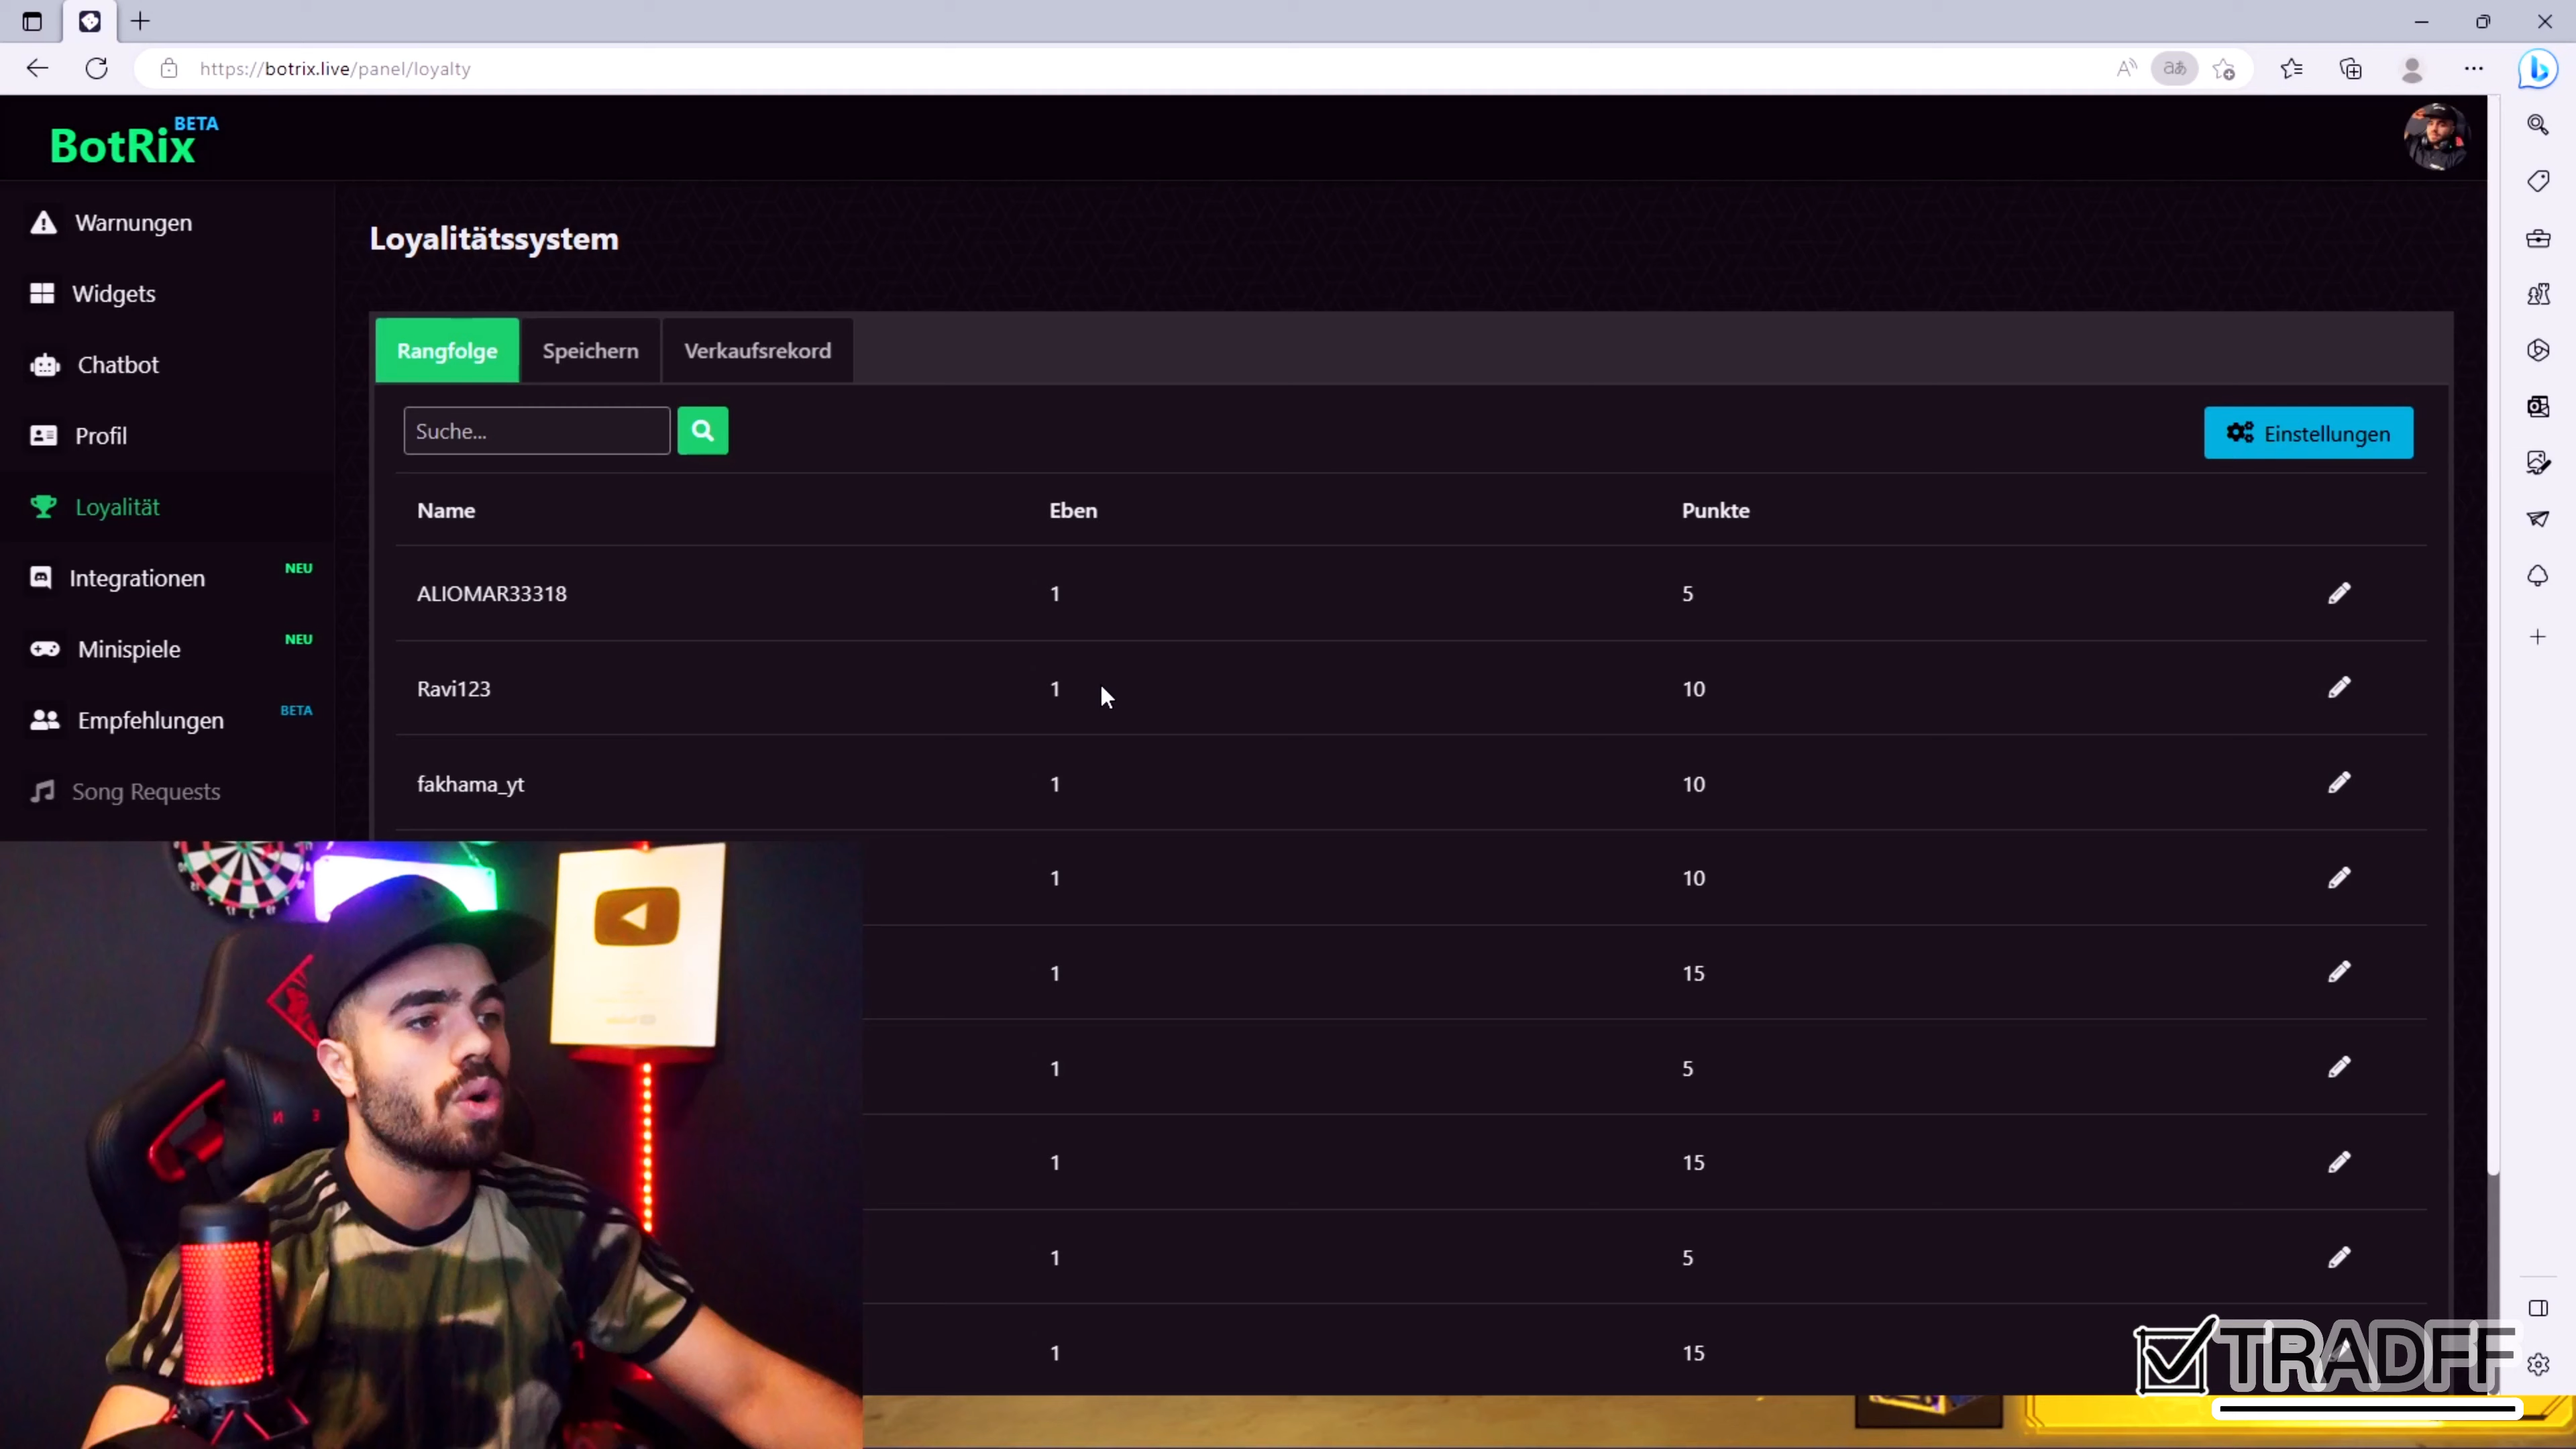 https://botrix.live/panel/loyalty
BotRix BETA
Warnungen
Widgets
Chatbot
Profil
Loyalität
Integrationen NEU
Minispiele NEU
Empfehlungen BETA
Song Requests
Loyalitätssystem
Rangfolge Speichern Verkaufsrekord
Suche...
Einstellungen
Name Eben Punkte
ALIOMAR33318 1 5
Ravi123 1 10
fakhama_yt 1 10
1 10
1 15
1 5
1 15
1 5
1 15
TRADFF